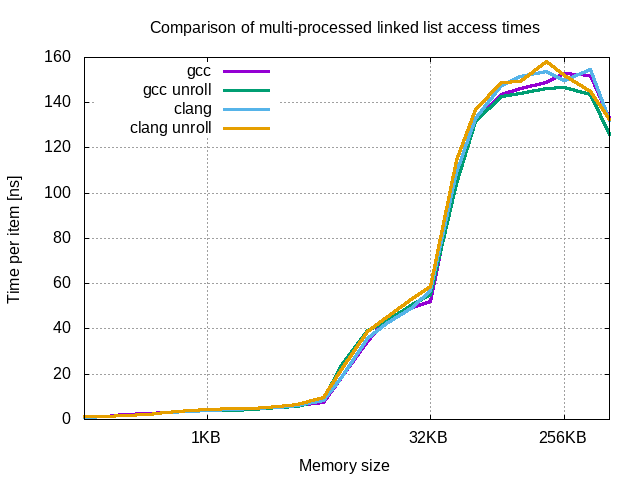 Comparison of multi-processed linked list access times
160
140
120
100
80
60
40
20
0
gcc
gcc unroll
clang
clang unroll
Time per item [ns]
1KB
32KB
256KB
Memory size